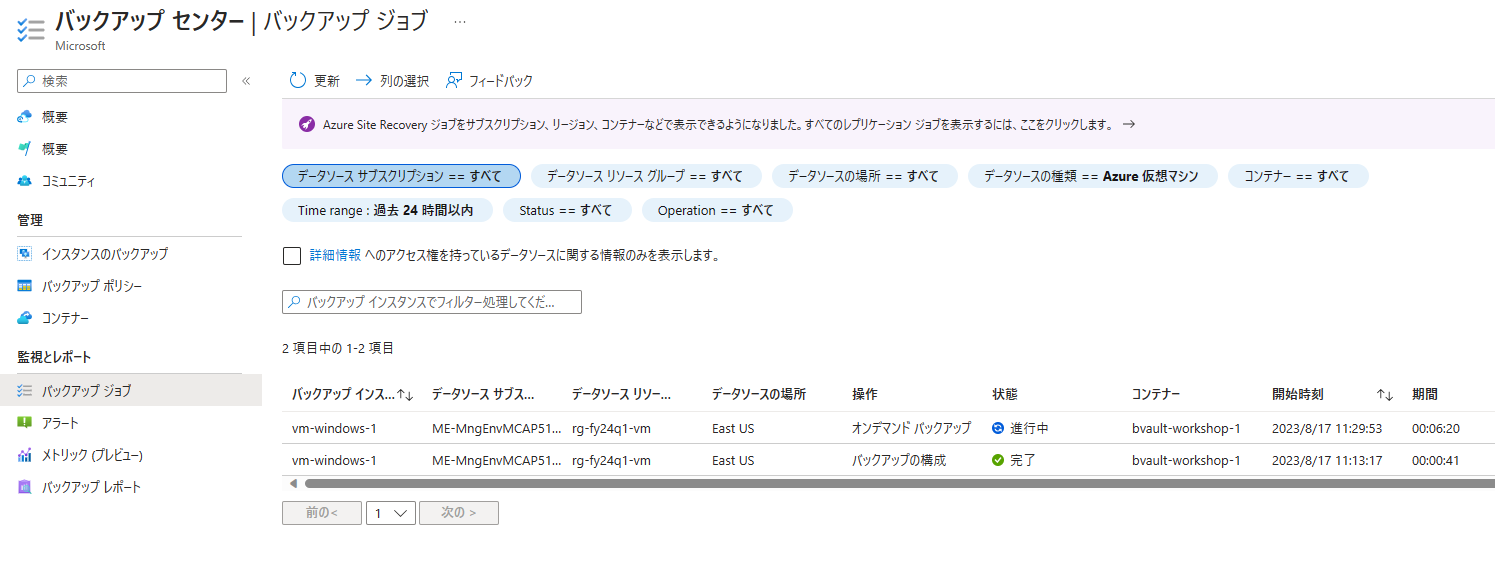 バックアップ センター | バックアップ ジョブ ...
Microsoft
検索 «
概要
概要
コミュニティ
管理
インスタンスのバックアップ
バックアップ ポリシー
コンテナー
監視とレポート
バックアップ ジョブ
アラート
メトリック (プレビュー)
バックアップ レポート
更新 列の選択 フィードバック
Azure Site Recovery ジョブをサブスクリプション、リージョン、コンテナーなどで表示できるようになりました。すべてのレプリケーション ジョブを表示するには、ここをクリックします。 →
データソース サブスクリプション == すべて データソース リソース グループ == すべて データソースの場所 == すべて データソースの種類 == Azure 仮想マシン コンテナー == すべて
Time range : 過去 24 時間以内 Status == すべて Operation == すべて
詳細情報 へのアクセス権を持っているデータソースに関する情報のみを表示します。
バックアップ インスタンスでフィルター処理してくだ...
2 項目中の 1-2 項目
バックアップ インス...↑↓ データソース サブス... データソース リソー... データソースの場所 操作 状態 コンテナー 開始時刻 ↑↓ 期間
vm-windows-1 ME-MngEnvMCAP51... rg-fy24q1-vm East US オンデマンド バックアップ 進行中 bvault-workshop-1 2023/8/17 11:29:53 00:06:20
vm-windows-1 ME-MngEnvMCAP51... rg-fy24q1-vm East US バックアップの構成 完了 bvault-workshop-1 2023/8/17 11:13:17 00:00:41
前の< 1 次の >